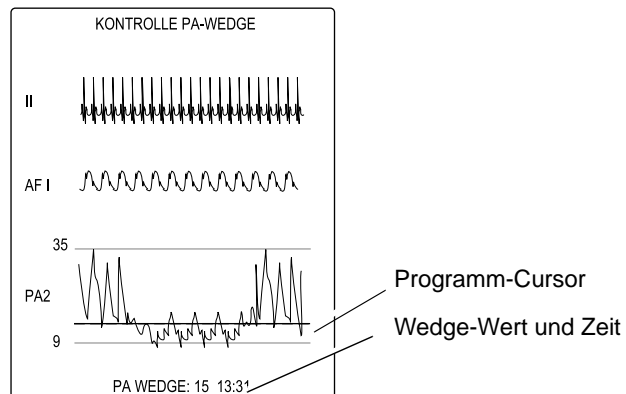 KONTROLLE PA-WEDGE
II
AF I
35
PA2
9
Programm-Cursor
Wedge-Wert und Zeit
PA WEDGE: 15 13:31